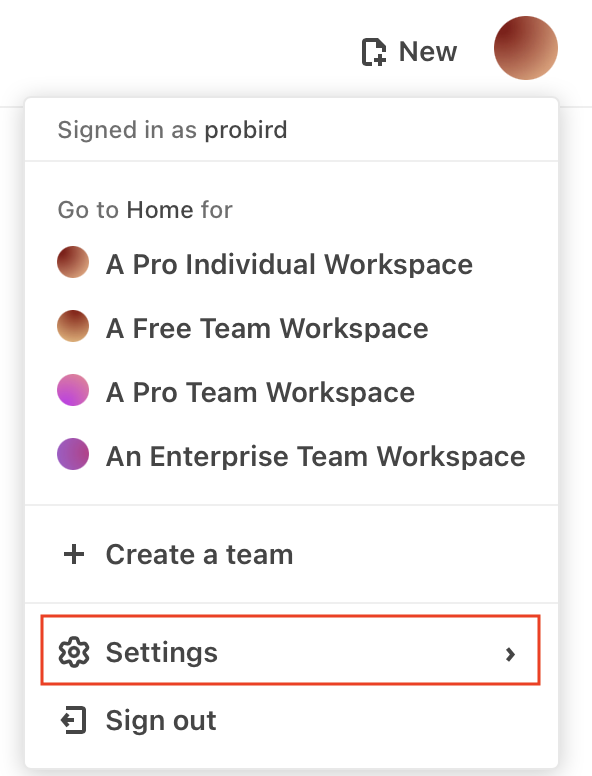 New
Signed in as probird
Go to Home for
A Pro Individual Workspace
A Free Team Workspace
A Pro Team Workspace
An Enterprise Team Workspace
Create a team
Settings
Sign out